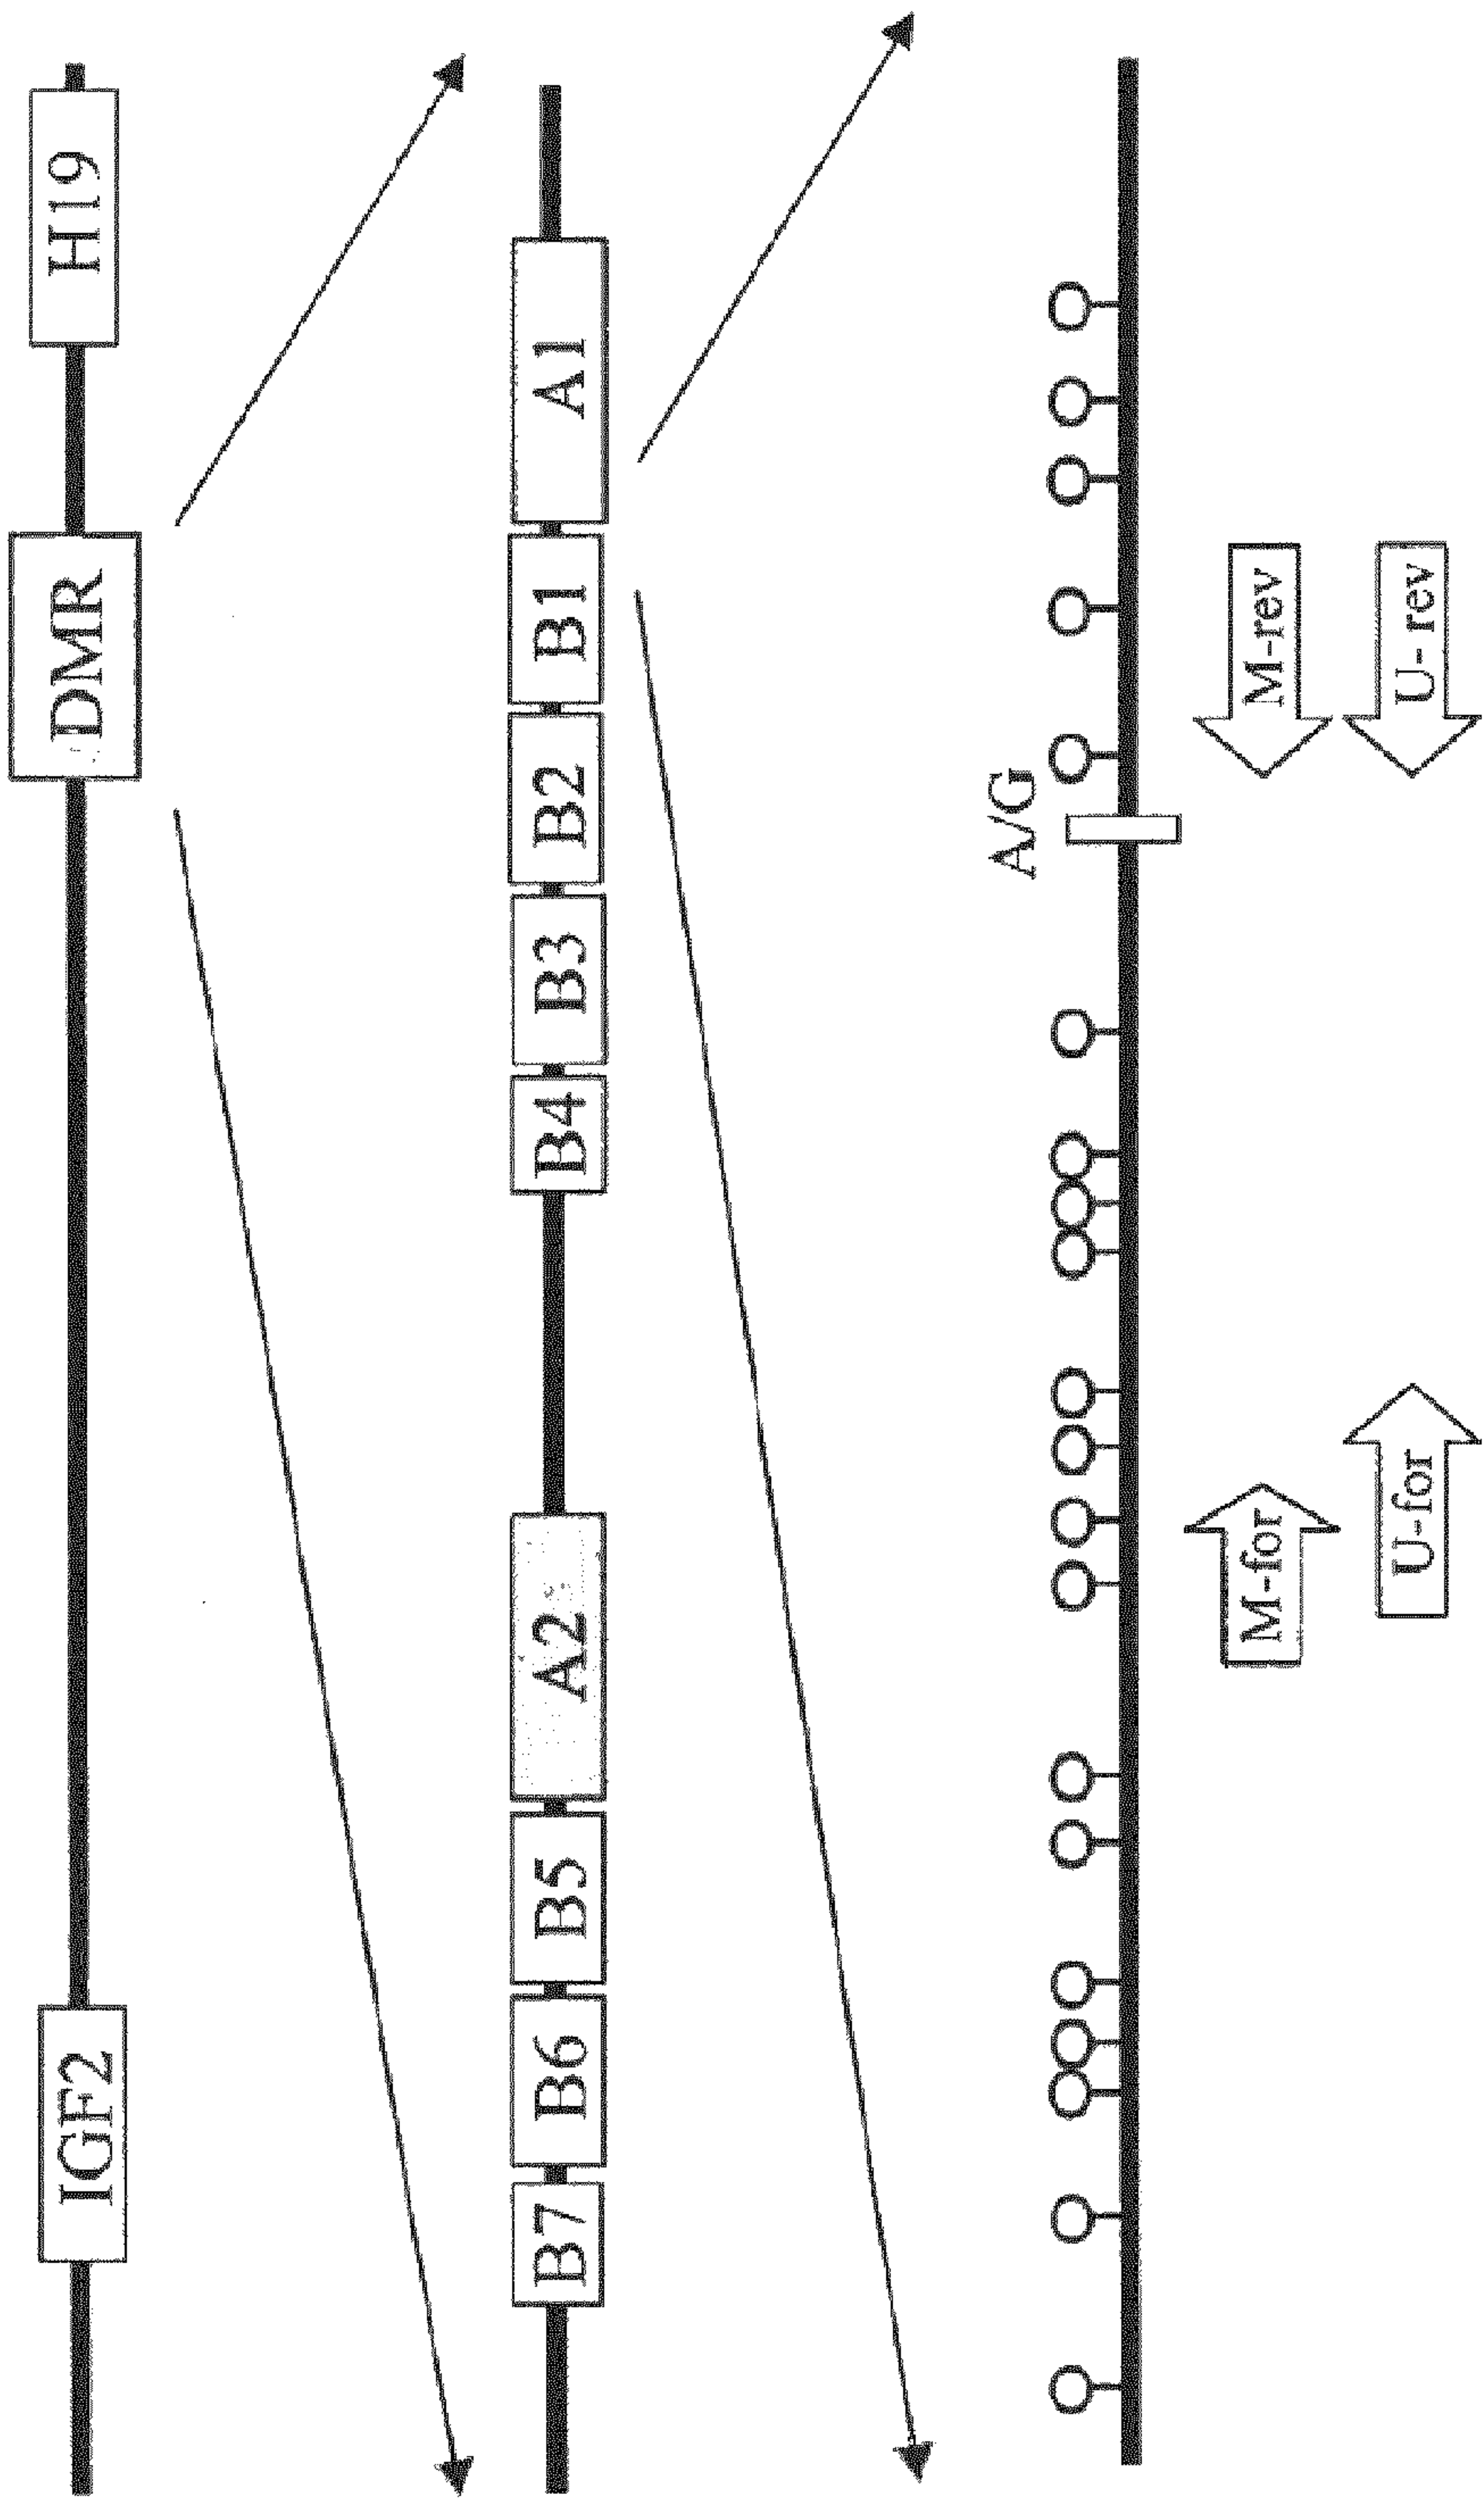 IGF2 DMR H19
B7 B6 B5 A2 B4 B3 B2 B1 A1
A/G
M-for M-rev
U-for U- rev